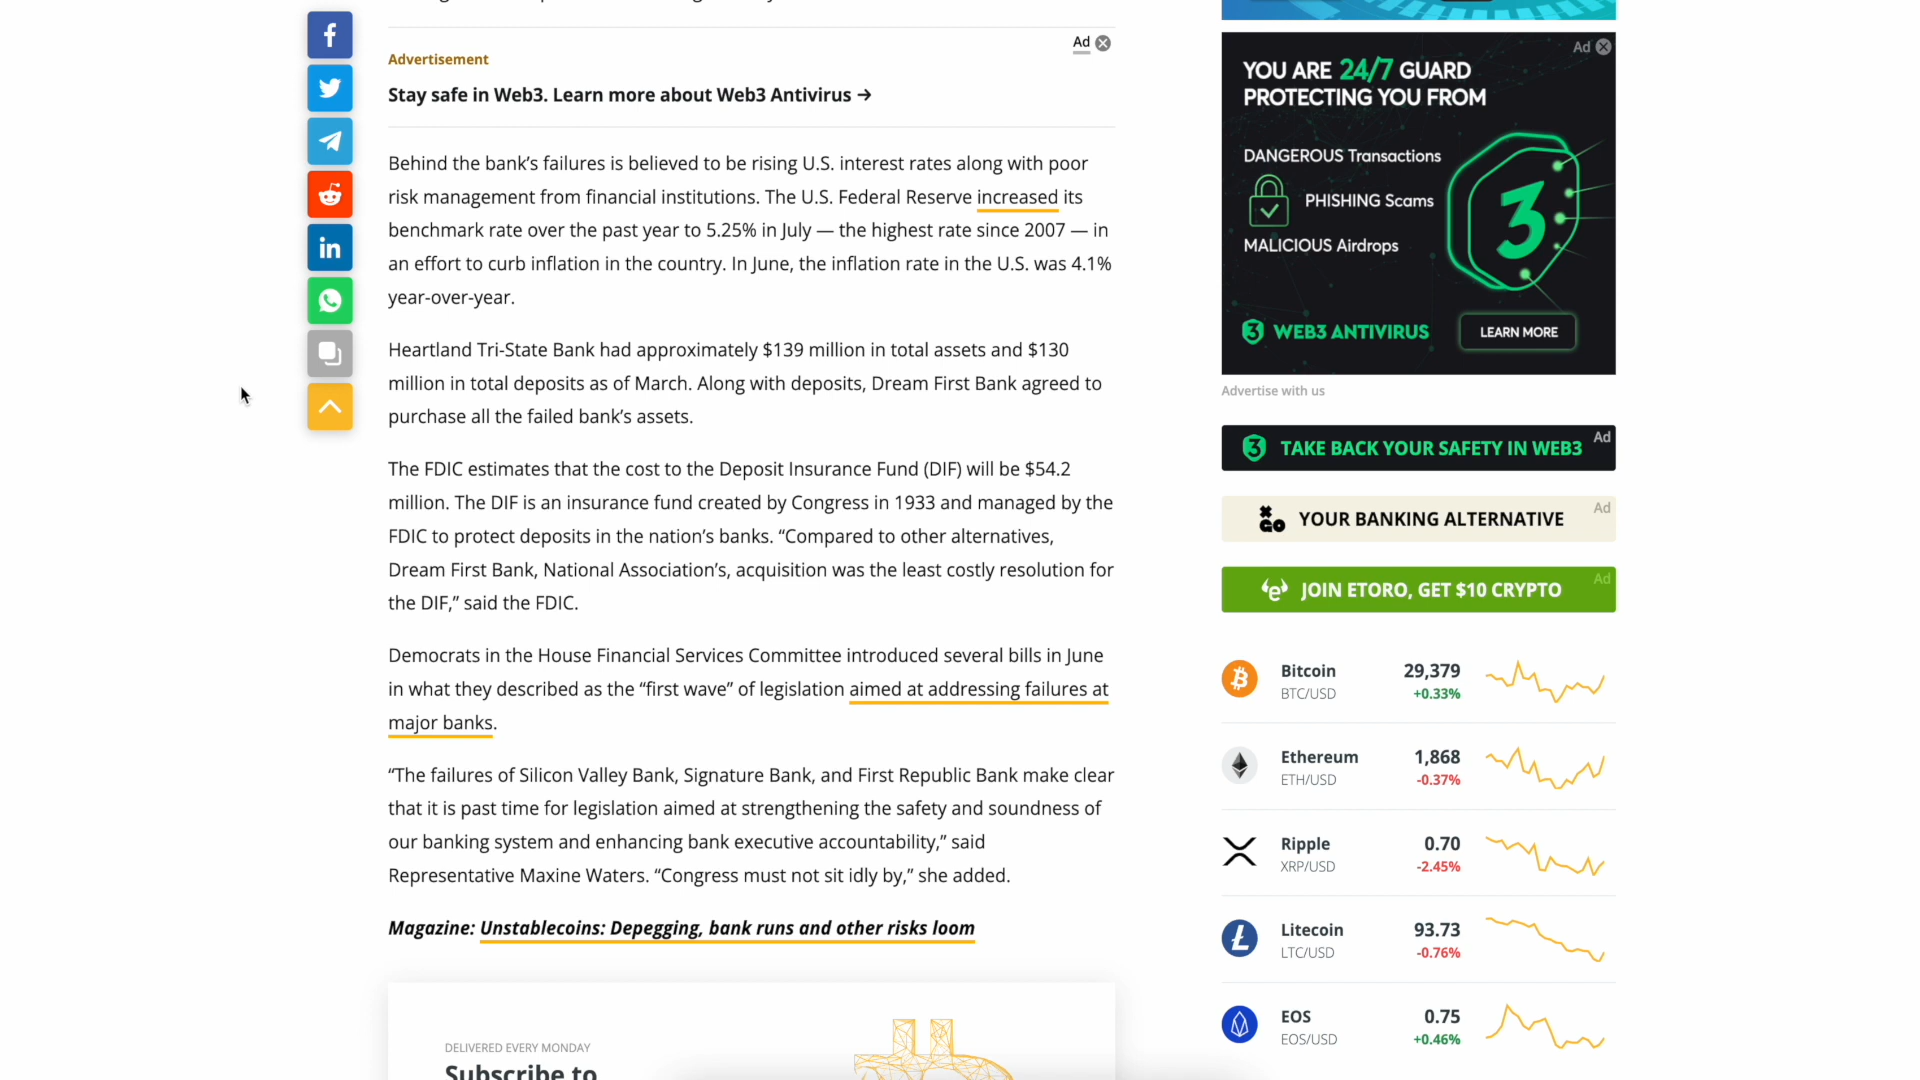 Ad
Advertisement
Stay safe in Web3. Learn more about Web3 Antivirus →
Behind the bank’s failures is believed to be rising U.S. interest rates along with poor
risk management from financial institutions. The U.S. Federal Reserve increased its
benchmark rate over the past year to 5.25% in July — the highest rate since 2007 — in
an effort to curb inflation in the country. In June, the inflation rate in the U.S. was 4.1%
year-over-year.
Heartland Tri-State Bank had approximately $139 million in total assets and $130
million in total deposits as of March. Along with deposits, Dream First Bank agreed to
purchase all the failed bank’s assets.
The FDIC estimates that the cost to the Deposit Insurance Fund (DIF) will be $54.2
million. The DIF is an insurance fund created by Congress in 1933 and managed by the
FDIC to protect deposits in the nation’s banks. “Compared to other alternatives,
Dream First Bank, National Association’s, acquisition was the least costly resolution for
the DIF,” said the FDIC.
Democrats in the House Financial Services Committee introduced several bills in June
in what they described as the “first wave” of legislation aimed at addressing failures at
major banks.
“The failures of Silicon Valley Bank, Signature Bank, and First Republic Bank make clear
that it is past time for legislation aimed at strengthening the safety and soundness of
our banking system and enhancing bank executive accountability,” said
Representative Maxine Waters. “Congress must not sit idly by,” she added.
Magazine: Unstablecoins: Depegging, bank runs and other risks loom
DELIVERED EVERY MONDAY
Subscribe to
Ad
YOU ARE 24/7 GUARD
PROTECTING YOU FROM
DANGEROUS Transactions
PHISHING Scams
MALICIOUS Airdrops
3
3 WEB3 ANTIVIRUS
LEARN MORE
Advertise with us
3 TAKE BACK YOUR SAFETY IN WEB3 Ad
XGO YOUR BANKING ALTERNATIVE Ad
e JOIN ETORO, GET $10 CRYPTO Ad
Bitcoin 29,379
BTC/USD +0.33%
Ethereum 1,868
ETH/USD -0.37%
Ripple 0.70
XRP/USD -2.45%
Litecoin 93.73
LTC/USD -0.76%
EOS 0.75
EOS/USD +0.46%